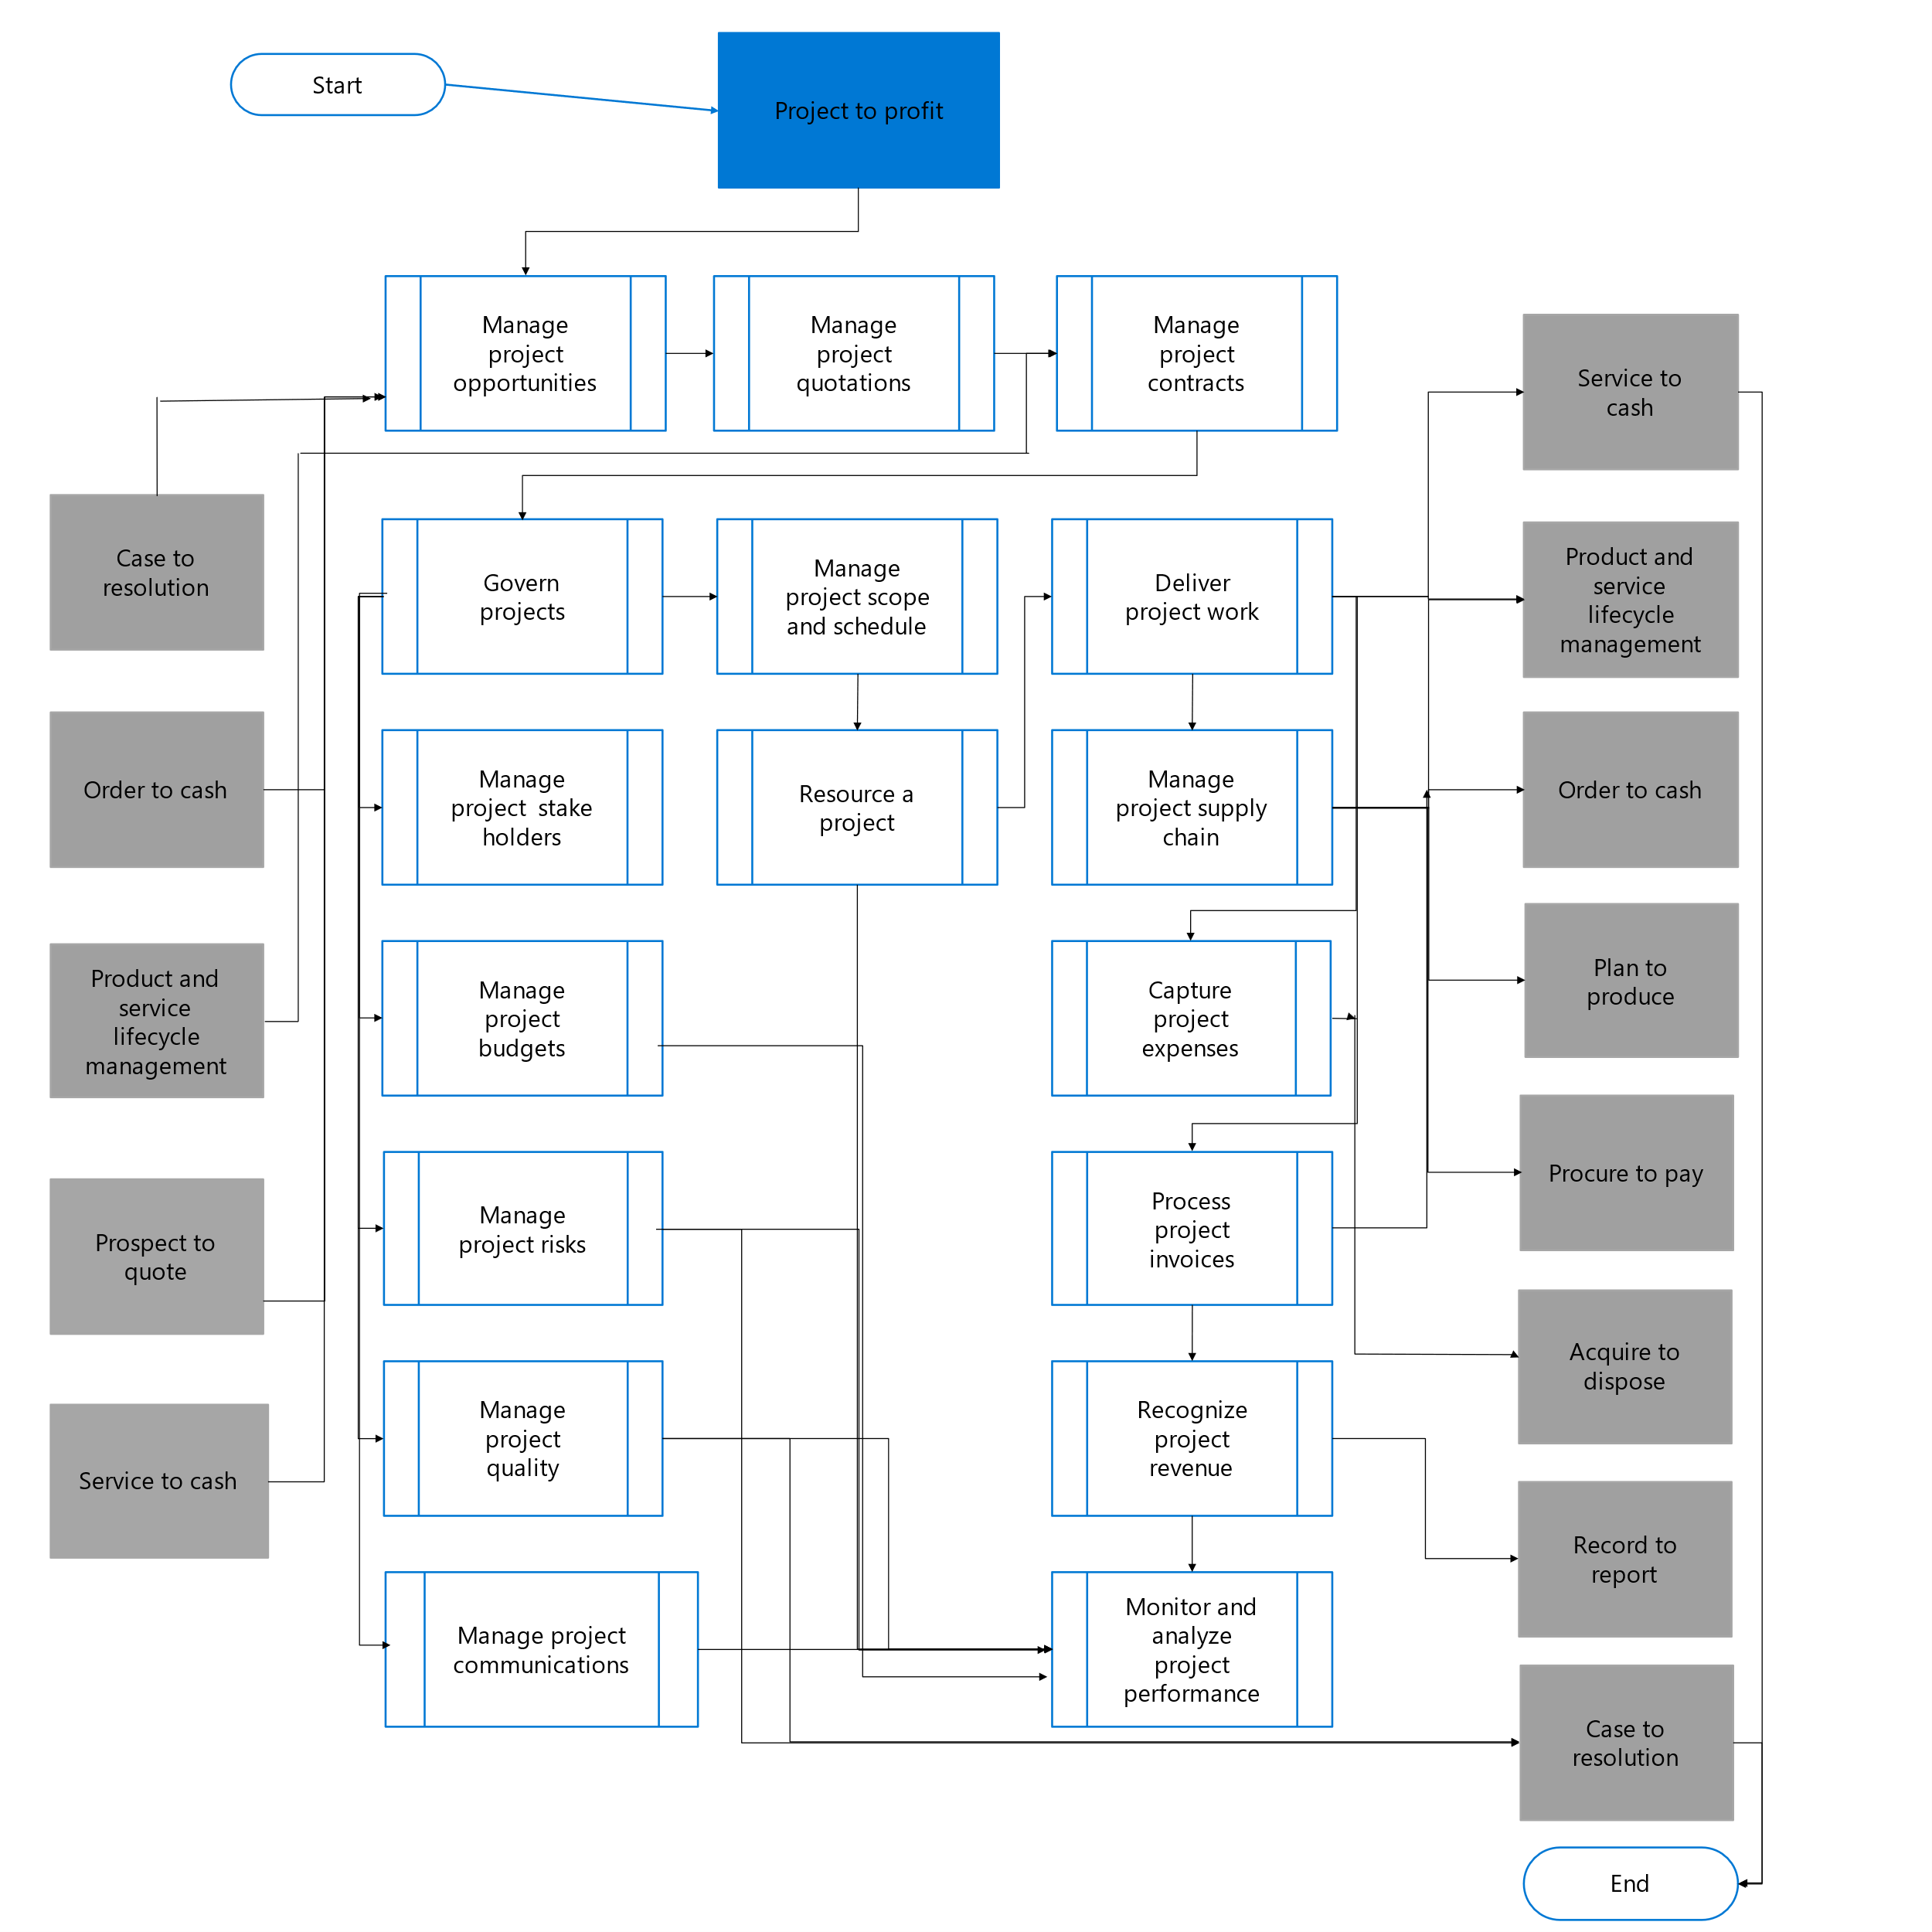 Start
Project to profit
Manage
project
opportunities
Manage
project
quotations
Manage
project
contracts
Service to
cash
Case to
resolution
Govern
projects
Manage
project scope
and schedule
Deliver
project work
Product and
service
lifecycle
management
Order to cash
Manage
project  stake
holders
Resource a
project
Manage
project supply
chain
Order to cash
Product and
service
lifecycle
management
Manage
project
budgets
Capture
project
expenses
Plan to
produce
Prospect to
quote
Manage
project risks
Process
project
invoices
Procure to pay
Acquire to
dispose
Service to cash
Manage
project
quality
Recognize
project
revenue
Record to
report
Manage project
communications
Monitor and
analyze
project
performance
Case to
resolution
End